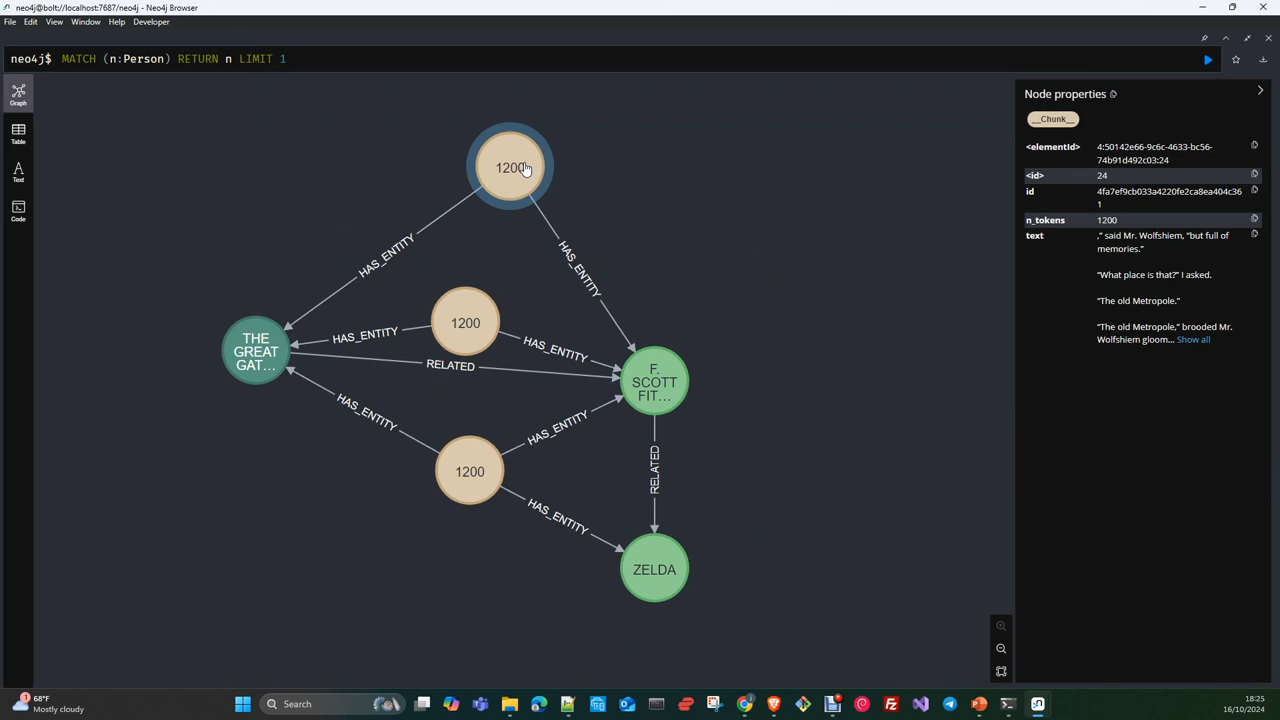 neo4j@bolt://localhost:7687/neo4j - Neo4j Browser
File Edit View Window Help Developer
neo4j$ MATCH (n:Person) RETURN n LIMIT 1
Graph
Table
Text
Code
1200
HAS_ENTITY
HAS_ENTITY
1200
HAS_ENTITY
HAS_ENTITY
THE
GREAT
GAT...
RELATED
F.
SCOTT
FIT...
HAS_ENTITY
HAS_ENTITY
1200
RELATED
HAS_ENTITY
ZELDA
Node properties
__Chunk__
<elementId> 4:50142e66-9c6c-4633-bc56-
74b91d492c03:24
<id> 24
id 4fa7ef9cb033a4220fe2ca8ea404c36
1
n_tokens 1200
text ,” said Mr. Wolfshiem, “but full of
memories.”
“What place is that?” I asked.
“The old Metropole.”
“The old Metropole,” brooded Mr.
Wolfshiem gloom... Show all
1
68°F
Mostly cloudy
Search
18:25
16/10/2024